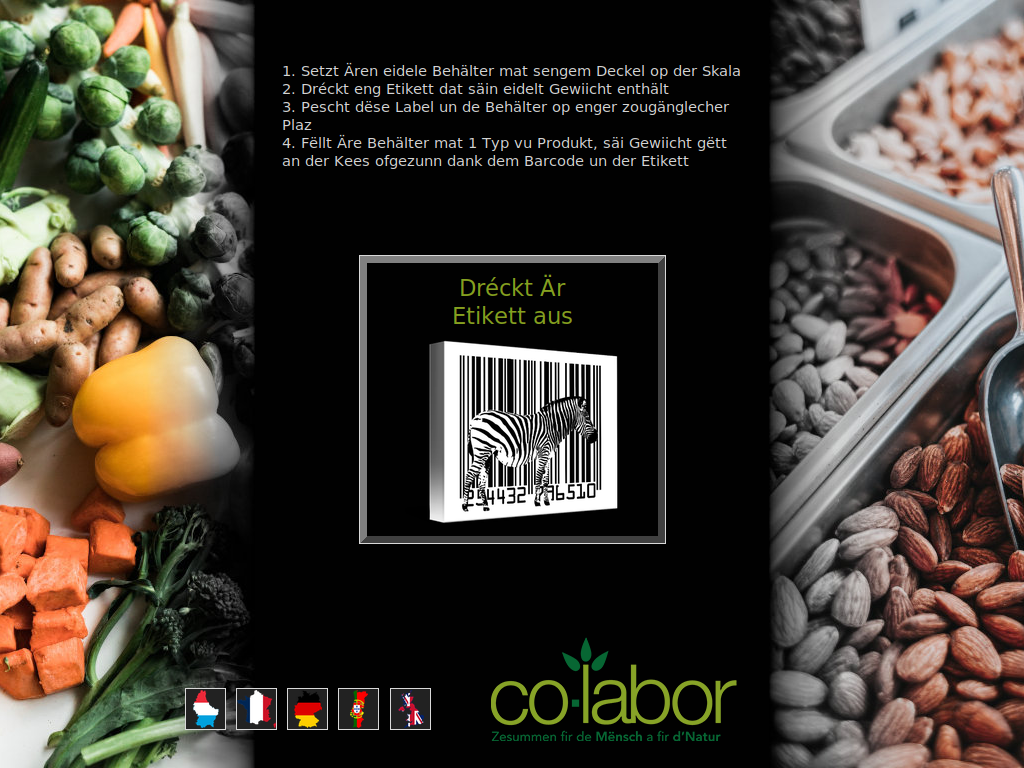 1. Setzt Ären eidele Behälter mat sengem Deckel op der Skala
2. Dréckt eng Etikett dat säin eidelt Gewiicht enthält
3. Pescht dëse Label un de Behälter op enger zougänglecher
Plaz
4. Fëllt Äre Behälter mat 1 Typ vu Produkt, säi Gewiicht gëtt
an der Kees ofgezunn dank dem Barcode un der Etikett
Dréckt Är
Etikett aus
co·labor
Zesummen fir de Mënsch a fir d'Natur